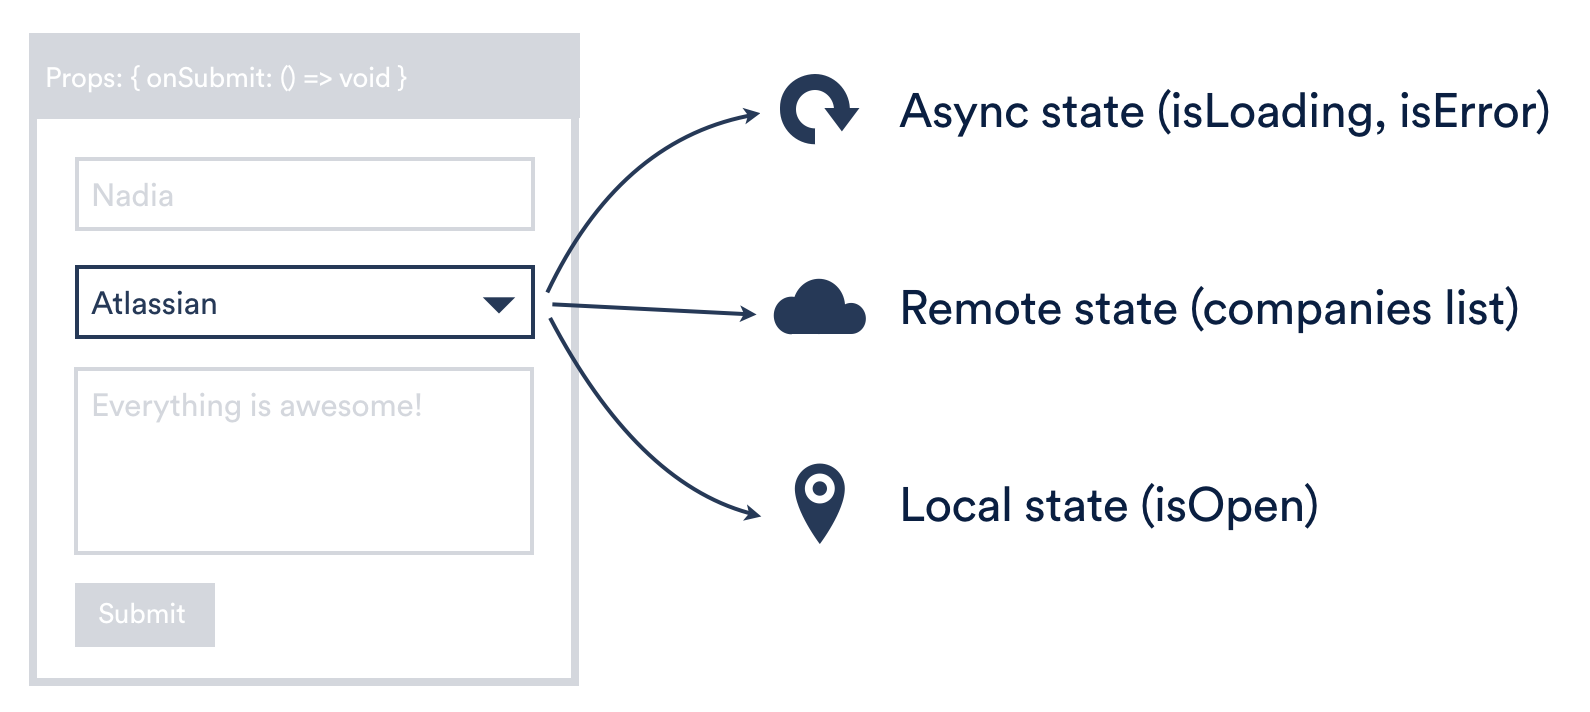 Props: { onSubmit: () => void }
Nadia
Atlassian
Everything is awesome!
Submit
Async state (isLoading, isError)
Remote state (companies list)
Local state (isOpen)